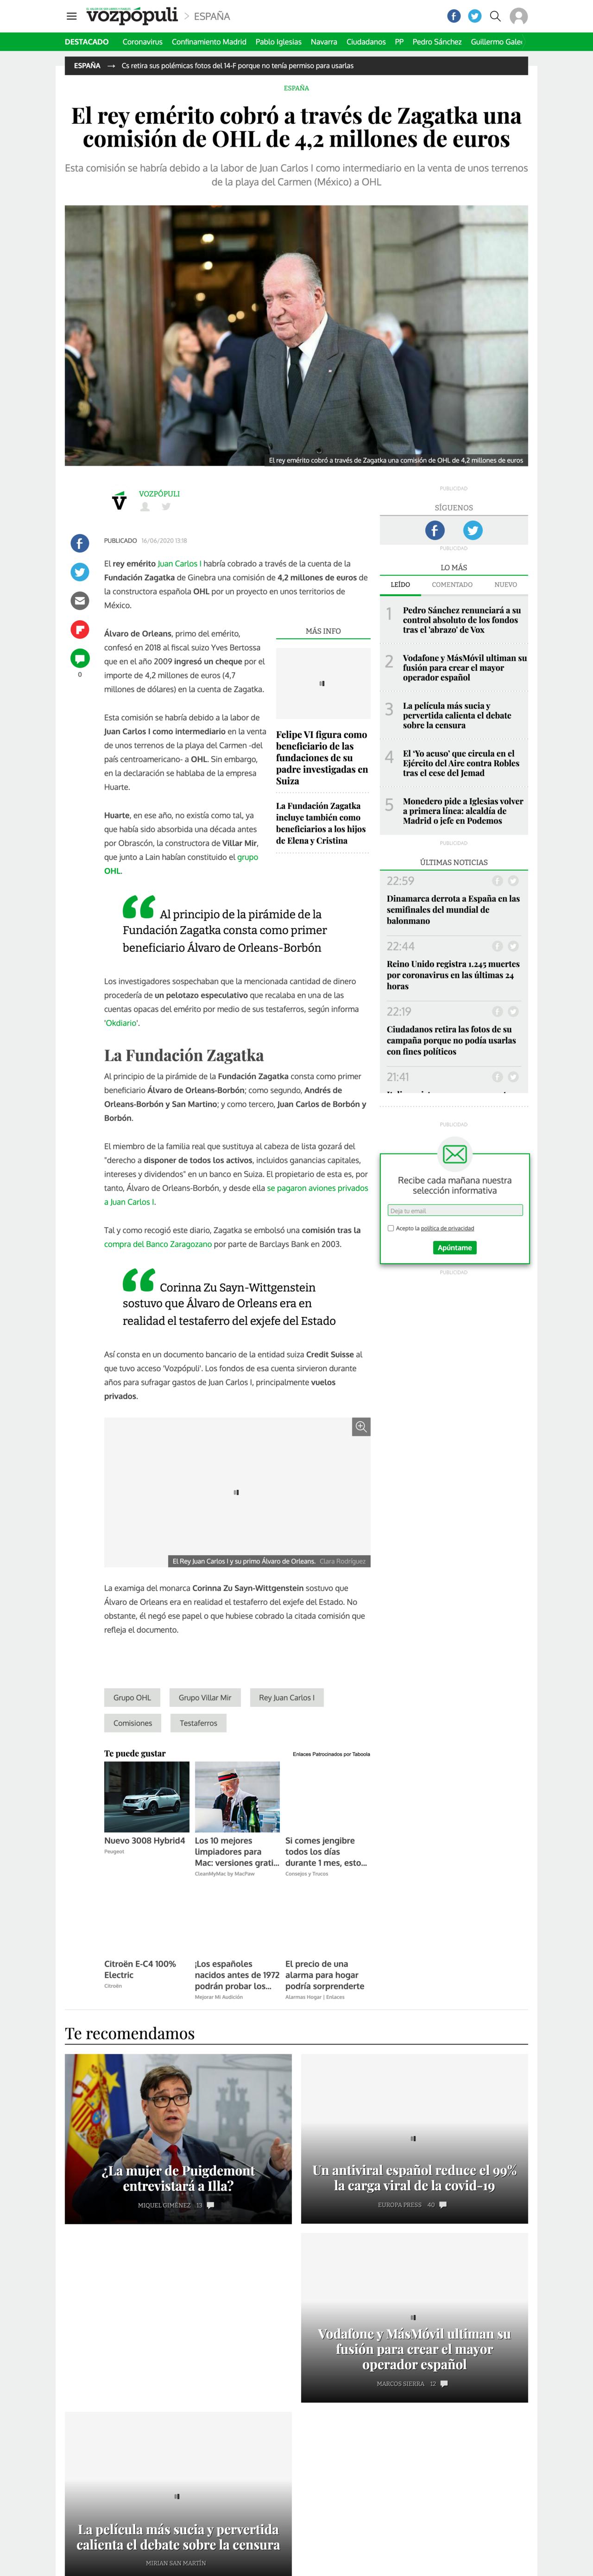 vozpópuli
ESPAÑA
DESTACADO Coronavirus Confinamiento Madrid Pablo Iglesias Navarra Ciudadanos PP Pedro Sánchez
ESPAÑA → Cs retira sus polémicas fotos del 14-F porque no tenía permiso para usarlas
ESPAÑA
El rey emérito cobró a través de Zagatka una
comisión de OHL de 4,2 millones de euros
Esta comisión se habría debido a la labor de Juan Carlos I como intermediario en la venta de unos terrenos
de la playa del Carmen (México) a OHL
El rey emérito cobró a través de Zagatka una comisión de OHL de 4,2 millones de euros
VOZPÓPULI
PUBLICADO 16/06/2020 13:18
0
El rey emérito Juan Carlos I habría cobrado a través de la cuenta de la
Fundación Zagatka de Ginebra una comisión de 4,2 millones de euros de
la constructora española OHL por un proyecto en unos territorios de
México.
Álvaro de Orleans, primo del emérito,
confesó en 2018 al fiscal suizo Yves Bertossa
que en el año 2009 ingresó un cheque por el
importe de 4,2 millones de euros (4,7
millones de dólares) en la cuenta de Zagatka.
Esta comisión se habría debido a la labor de
Juan Carlos I como intermediario en la venta
de unos terrenos de la playa del Carmen -del
país centroamericano- a OHL. Sin embargo,
en la declaración se hablaba de la empresa
Huarte.
Huarte, en ese año, no existía como tal, ya
que había sido absorbida una década antes
por Obrascón, la constructora de Villar Mir,
que junto a Lain habían constituido el grupo
OHL.
MÁS INFO
Felipe VI figura como
beneficiario de las
fundaciones de su
padre investigadas en
Suiza
La Fundación Zagatka
incluye también como
beneficiarios a los hijos
de Elena y Cristina
Al principio de la pirámide de la
Fundación Zagatka consta como primer
beneficiario Álvaro de Orleans-Borbón
Los investigadores sospechaban que la mencionada cantidad de dinero
procedería de un pelotazo especulativo que recalaba en una de las
cuentas opacas del emérito por medio de sus testaferros, según informa
'Okdiario'.
La Fundación Zagatka
Al principio de la pirámide de la Fundación Zagatka consta como primer
beneficiario Álvaro de Orleans-Borbón; como segundo, Andrés de
Orleans-Borbón y San Martino; y como tercero, Juan Carlos de Borbón y
Borbón.
El miembro de la familia real que sustituya al cabeza de lista gozará del
"derecho a disponer de todos los activos, incluidos ganancias capitales,
intereses y dividendos" en un banco en Suiza. El propietario de esta es, por
tanto, Álvaro de Orleans-Borbón, y desde ella se pagaron aviones privados
a Juan Carlos I.
Tal y como recogió este diario, Zagatka se embolsó una comisión tras la
compra del Banco Zaragozano por parte de Barclays Bank en 2003.
Corinna Zu Sayn-Wittgenstein
sostuvo que Álvaro de Orleans era en
realidad el testaferro del exjefe del Estado
Así consta en un documento bancario de la entidad suiza Credit Suisse al
que tuvo acceso 'Vozpópuli'. Los fondos de esa cuenta sirvieron durante
años para sufragar gastos de Juan Carlos I, principalmente vuelos
privados.
El Rey Juan Carlos I y su primo Álvaro de Orleans. Clara Rodríguez
La examiga del monarca Corinna Zu Sayn-Wittgenstein sostuvo que
Álvaro de Orleans era en realidad el testaferro del exjefe del Estado. No
obstante, él negó ese papel o que hubiese cobrado la citada comisión que
refleja el documento.
Grupo OHL Grupo Villar Mir Rey Juan Carlos I
Comisiones Testaferros
PUBLICIDAD
SÍGUENOS
PUBLICIDAD
LO MÁS
LEÍDO COMENTADO NUEVO
1 Pedro Sánchez renunciará a su
control absoluto de los fondos
tras el 'abrazo' de Vox
2 Vodafone y MásMóvil ultiman su
fusión para crear el mayor
operador español
3 La película más sucia y
pervertida calienta el debate
sobre la censura
4 El 'Yo acuso' que circula en el
Ejército del Aire contra Robles
tras el cese del Jemad
5 Monedero pide a Iglesias volver
a primera línea: alcaldía de
Madrid o jefe en Podemos
PUBLICIDAD
ÚLTIMAS NOTICIAS
22:59
Dinamarca derrota a España en las
semifinales del mundial de
balonmano
22:44
Reino Unido registra 1.245 muertes
por coronavirus en las últimas 24
horas
22:19
Ciudadanos retira las fotos de su
campaña porque no podía usarlas
con fines políticos
21:41
PUBLICIDAD
Recibe cada mañana nuestra
selección informativa
Deja tu email
Acepto la política de privacidad
Apúntame
PUBLICIDAD
Te puede gustar
Enlaces Patrocinados por Taboola
Nuevo 3008 Hybrid4
Peugeot
Los 10 mejores
limpiadores para
Mac: versiones grati...
CleanMyMac by MacPaw
Si comes jengibre
todos los días
durante 1 mes, esto...
Consejos y Trucos
Citroën E-C4 100%
Electric
Citroën
¡Los españoles
nacidos antes de 1972
podrán probar los...
Mejorar Mi Audición
El precio de una
alarma para hogar
podría sorprenderte
Alarmas Hogar | Enlaces
Te recomendamos
¿La mujer de Puigdemont
entrevistará a Illa?
MIQUEL GIMÉNEZ 13
Un antiviral español reduce el 99%
la carga viral de la covid-19
EUROPA PRESS 40
Vodafone y MásMóvil ultiman su
fusión para crear el mayor
operador español
MARCOS SIERRA 12
La película más sucia y pervertida
calienta el debate sobre la censura
MIRIAN SAN MARTÍN